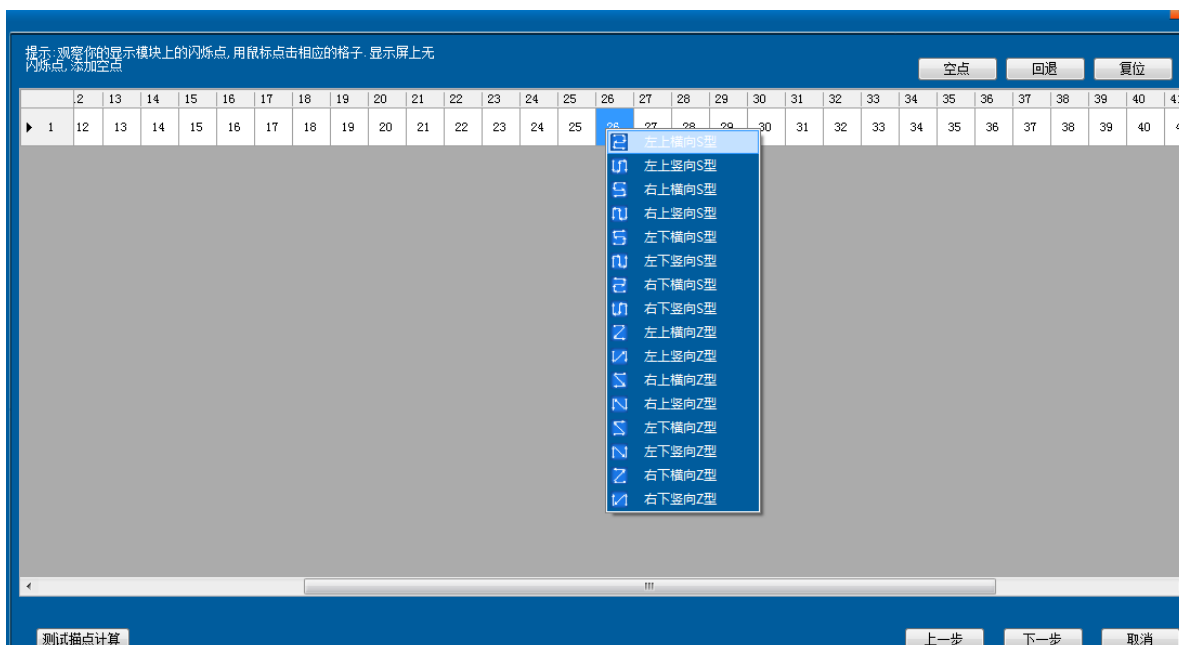 提示:观察你的显示模块上的闪烁点,用鼠标点击相应的格子.显示屏上无
闪烁点,添加空点
空点 回退 复位
.2 13 14 15 16 17 18 19 20 21 22 23 24 25 26 27 28 29 30 31 32 33 34 35 36 37 38 39 40
1 12 13 14 15 16 17 18 19 20 21 22 23 24 25 26 27 28 29 30 31 32 33 34 35 36 37 38 39 40
左上横向S型
左上竖向S型
右上横向S型
右上竖向S型
左下横向S型
左下竖向S型
右下横向S型
右下竖向S型
左上横向Z型
左上竖向Z型
右上横向Z型
右上竖向Z型
左下横向Z型
左下竖向Z型
右下横向Z型
右下竖向Z型
测试描点计算 上一步 下一步 取消